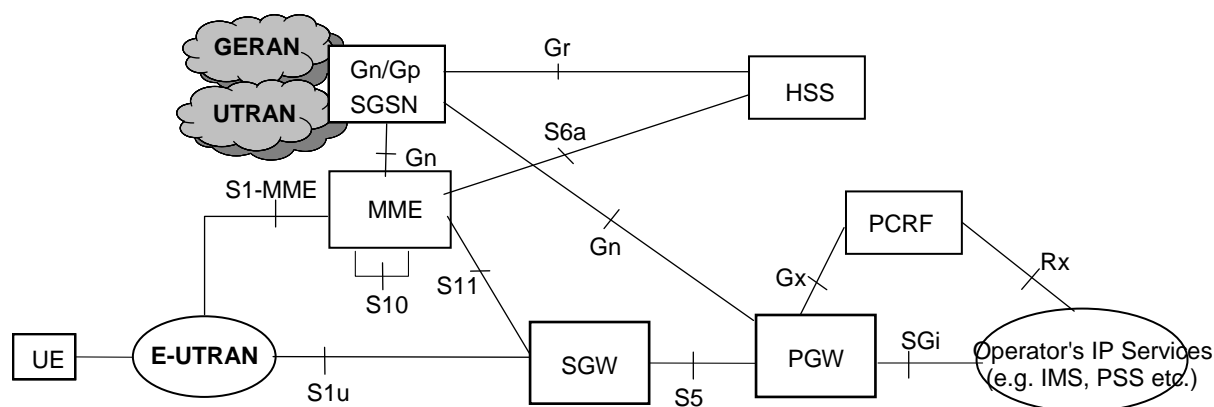 GERAN
Gr
Gn/Gp
SGSN
HSS
UTRAN
S6a
Gn
S1-MME
MME
PCRF
Gn
Rx
Gx
S11
S10
UE
E-UTRAN
SGW
PGW
SGi
Operator's IP Services
(e.g. IMS, PSS etc.)
S1u
S5